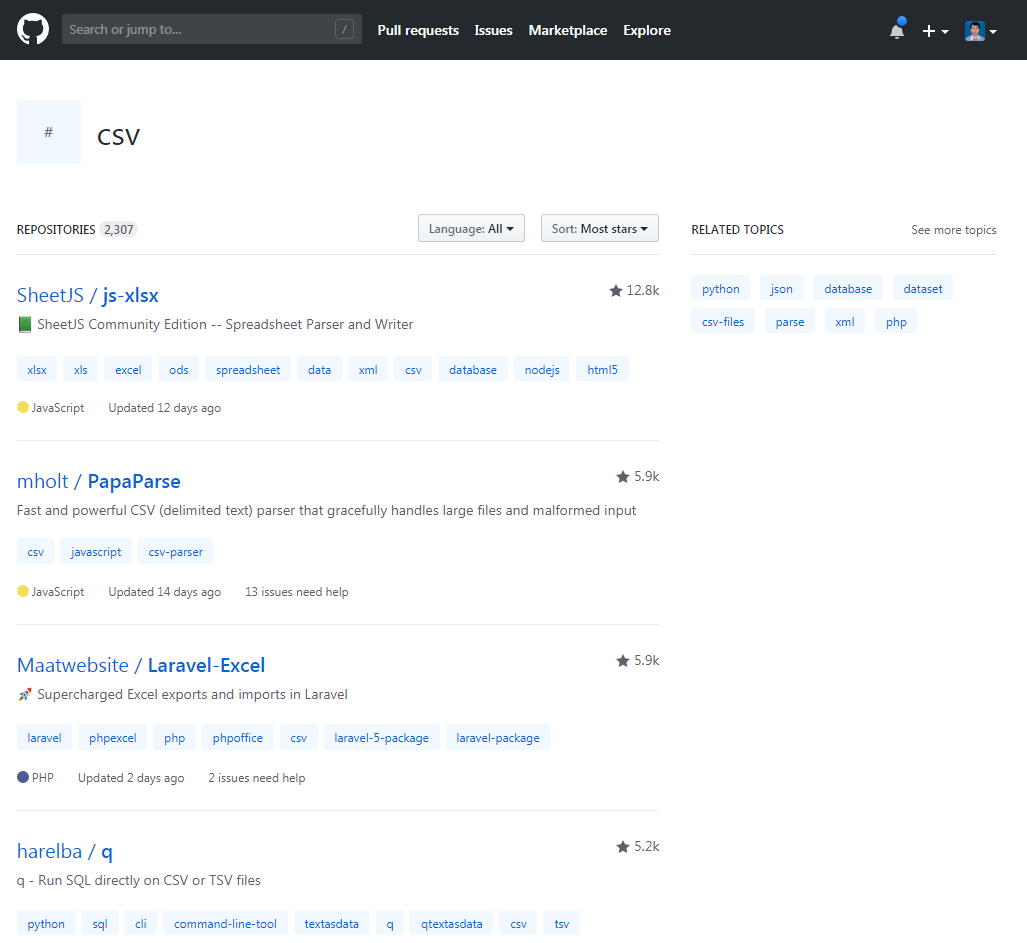 Search or jump to... /
Pull requests Issues Marketplace Explore
# csv
REPOSITORIES 2,307
Language: All
Sort: Most stars
SheetJS / js-xlsx
12.8k
SheetJS Community Edition -- Spreadsheet Parser and Writer
xlsx xls excel ods spreadsheet data xml csv database nodejs html5
JavaScript Updated 12 days ago
mholt / PapaParse
5.9k
Fast and powerful CSV (delimited text) parser that gracefully handles large files and malformed input
csv javascript csv-parser
JavaScript Updated 14 days ago 13 issues need help
Maatwebsite / Laravel-Excel
5.9k
Supercharged Excel exports and imports in Laravel
laravel phpexcel php phpoffice csv laravel-5-package laravel-package
PHP Updated 2 days ago 2 issues need help
harelba / q
5.2k
q - Run SQL directly on CSV or TSV files
python sql cli command-line-tool textasdata q qtextasdata csv tsv
RELATED TOPICS
See more topics
python json database dataset
csv-files parse xml php